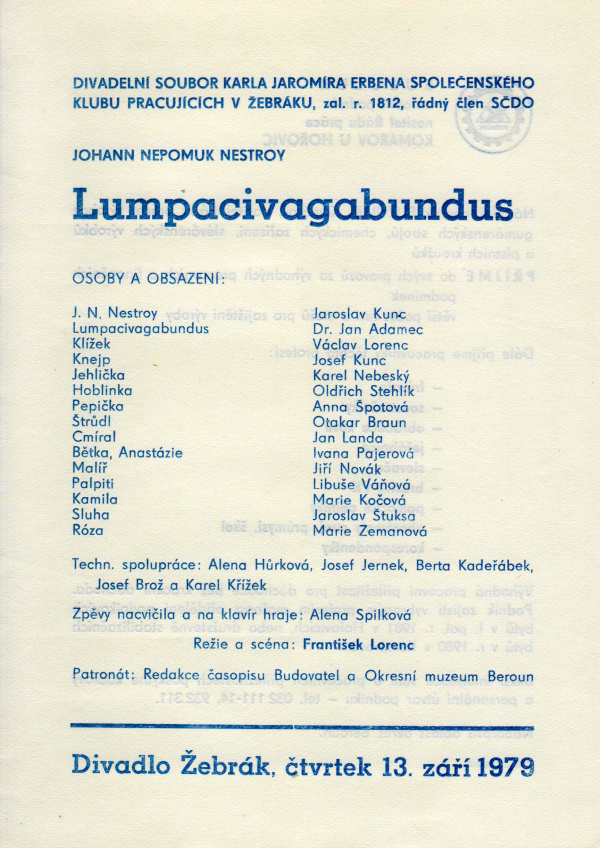 DIVADELNÍ SOUBOR KARLA JAROMÍRA ERBENA SPOLEČENSKÉHO
KLUBU PRACUJÍCÍCH V ŽEBRÁKU, zal. r. 1812, řádný člen SČDO
JOHANN NEPOMUK NESTROY
Lumpacivagabundus
OSOBY A OBSAZENÍ:
J. N. Nestroy Jaroslav Kunc
Lumpacivagabundus Dr. Jan Adamec
Klížek Václav Lorenc
Knejp Josef Kunc
Jehlička Karel Nebeský
Hoblinka Oldřich Stehlík
Pepička Anna Špotová
Štrůdl Otakar Braun
Cmíral Jan Landa
Bětka, Anastázie Ivana Pajerová
Malíř Jiří Novák
Palpiti Libuše Váňová
Kamila Marie Kočová
Sluha Jaroslav Štuksa
Róza Marie Zemanová
Techn. spolupráce: Alena Hůrková, Josef Jernek, Berta Kadeřábek,
Josef Brož a Karel Křížek
Zpěvy nacvičila a na klavír hraje: Alena Spilková
Režie a scéna: František Lorenc
Patronát: Redakce časopisu Budovatel a Okresní muzeum Beroun
Divadlo Žebrák, čtvrtek 13. září 1979